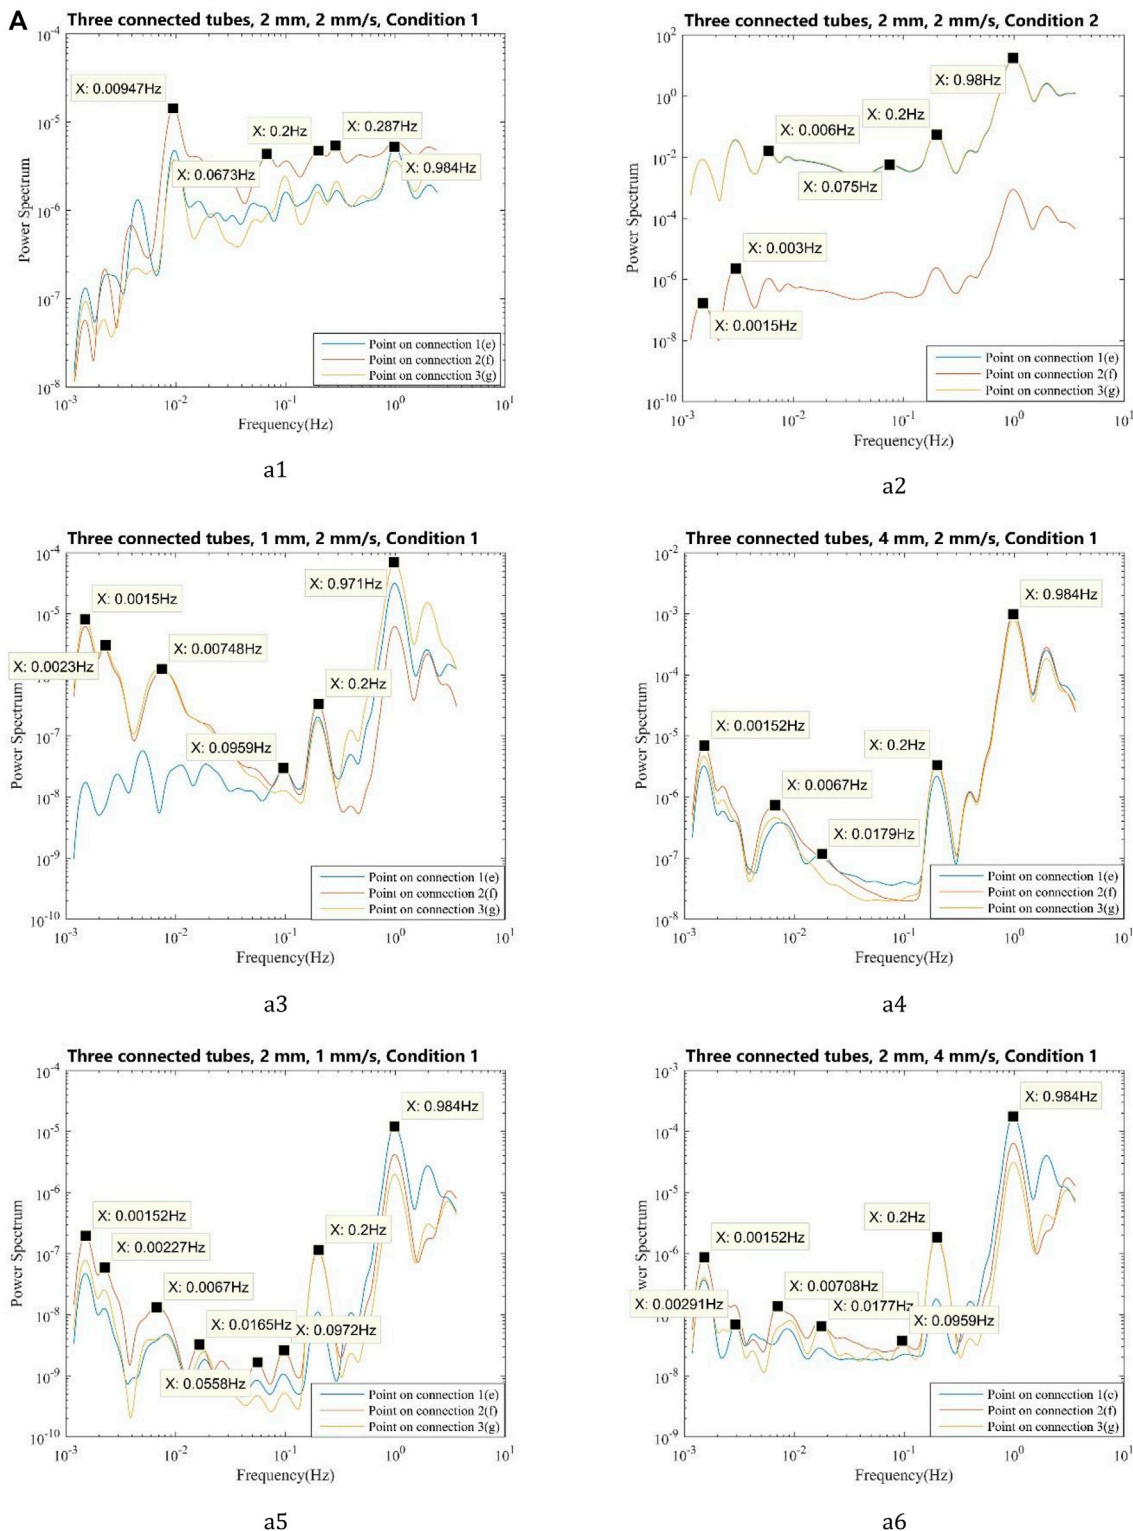 A
Three connected tubes, 2 mm, 2 mm/s, Condition 1
10^-4
10^-5
10^-6
10^-7
10^-8
Power Spectrum
X: 0.00947Hz
X: 0.2Hz
X: 0.287Hz
X: 0.0673Hz
X: 0.984Hz
Point on connection 1(e)
Point on connection 2(f)
Point on connection 3(g)
10^-3
10^-2
10^-1
10^0
10^1
Frequency(Hz)
a1
Three connected tubes, 2 mm, 2 mm/s, Condition 2
10^2
10^0
10^-2
10^-4
10^-6
10^-8
10^-10
Power Spectrum
X: 0.98Hz
X: 0.2Hz
X: 0.006Hz
X: 0.075Hz
X: 0.003Hz
X: 0.0015Hz
Point on connection 1(e)
Point on connection 2(f)
Point on connection 3(g)
10^-3
10^-2
10^-1
10^0
10^1
Frequency(Hz)
a2
Three connected tubes, 1 mm, 2 mm/s, Condition 1
10^-4
10^-5
10^-6
10^-7
10^-8
10^-9
10^-10
Power Spectrum
X: 0.971Hz
X: 0.0015Hz
X: 0.00748Hz
X: 0.0023Hz
X: 0.2Hz
X: 0.0959Hz
Point on connection 1(e)
Point on connection 2(f)
Point on connection 3(g)
10^-3
10^-2
10^-1
10^0
10^1
Frequency(Hz)
a3
Three connected tubes, 4 mm, 2 mm/s, Condition 1
10^-2
10^-3
10^-4
10^-5
10^-6
10^-7
10^-8
Power Spectrum
X: 0.984Hz
X: 0.00152Hz
X: 0.2Hz
X: 0.0067Hz
X: 0.0179Hz
Point on connection 1(e)
Point on connection 2(f)
Point on connection 3(g)
10^-3
10^-2
10^-1
10^0
10^1
Frequency(Hz)
a4
Three connected tubes, 2 mm, 1 mm/s, Condition 1
10^-4
10^-5
10^-6
10^-7
10^-8
10^-9
10^-10
Power Spectrum
X: 0.984Hz
X: 0.00152Hz
X: 0.00227Hz
X: 0.2Hz
X: 0.0067Hz
X: 0.0165Hz
X: 0.0972Hz
X: 0.0558Hz
Point on connection 1(e)
Point on connection 2(f)
Point on connection 3(g)
10^-3
10^-2
10^-1
10^0
10^1
Frequency(Hz)
a5
Three connected tubes, 2 mm, 4 mm/s, Condition 1
10^-3
10^-4
10^-5
10^-6
10^-7
10^-8
10^-9
Power Spectrum
X: 0.984Hz
X: 0.2Hz
X: 0.00152Hz
X: 0.00708Hz
X: 0.00291Hz
X: 0.0177Hz
X: 0.0959Hz
Point on connection 1(e)
Point on connection 2(f)
Point on connection 3(g)
10^-3
10^-2
10^-1
10^0
10^1
Frequency(Hz)
a6